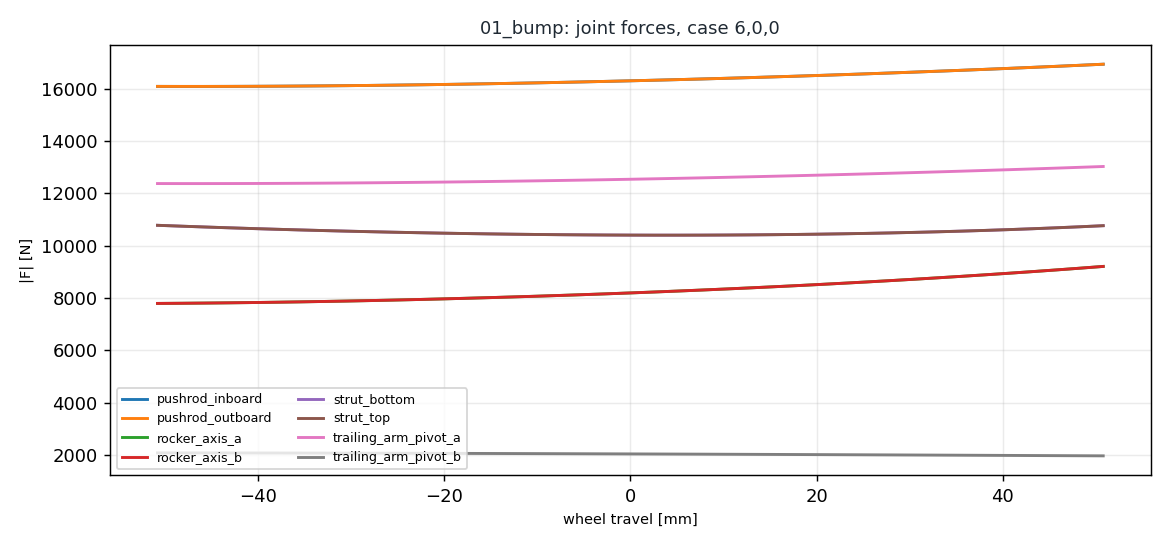 01_bump: joint forces, case 6,0,0
|F| [N]
16000
14000
12000
10000
8000
6000
4000
2000
pushrod_inboard
pushrod_outboard
rocker_axis_a
rocker_axis_b
strut_bottom
strut_top
trailing_arm_pivot_a
trailing_arm_pivot_b
−40
−20
0
20
40
wheel travel [mm]